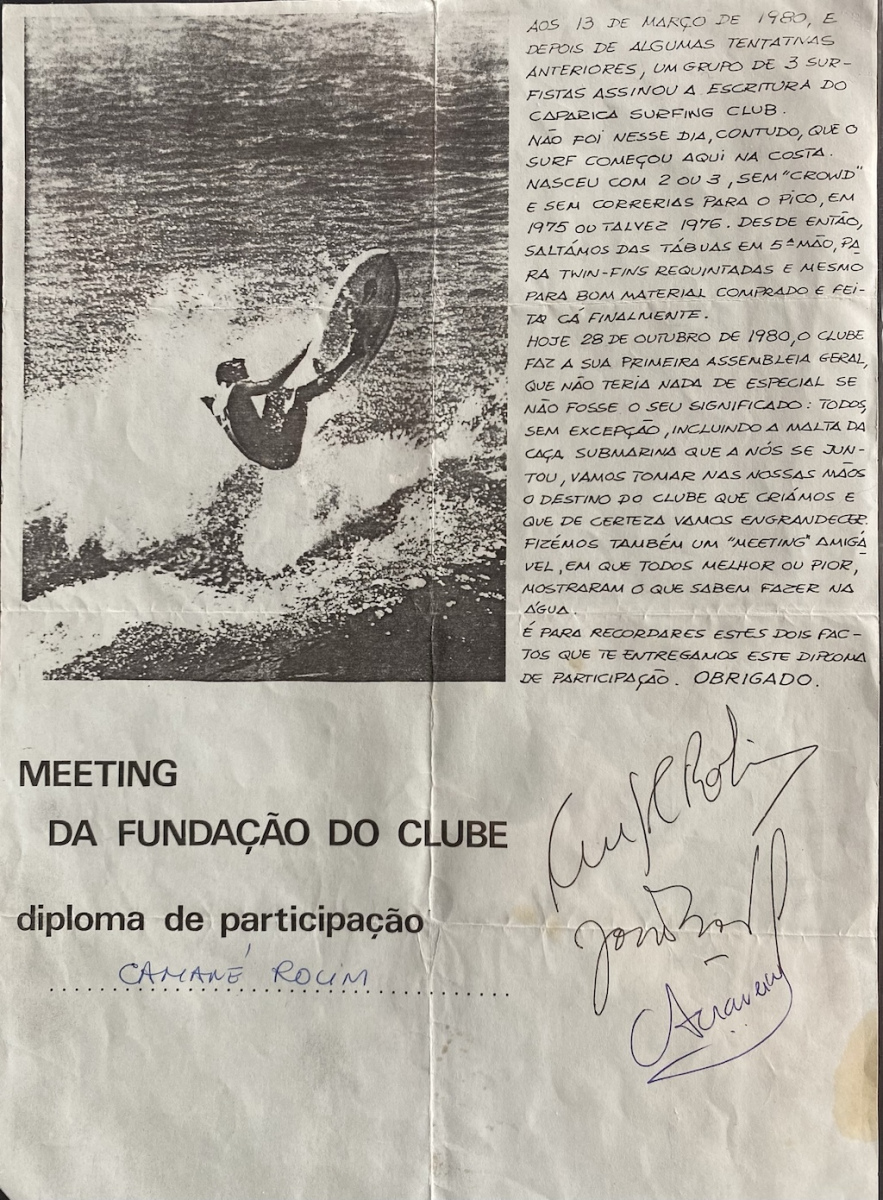 AOS 13 DE MARÇO DE 1980, E
DEPOIS DE ALGUMAS TENTATIVAS
ANTERIORES, UM GRUPO DE 3 SUR-
FISTAS ASSINOU A ESCRITURA DO
CAPARICA SURFING CLUB.
NÃO FOI NESSE DIA, CONTUDO, QUE O
SURF COMEÇOU AQUI NA COSTA.
NASCEU COM 2 OU 3, SEM "CROWD"
E SEM CORRERIAS PARA O PICO, EM
1975 OU TALVEZ 1976. DESDE ENTÃO,
SALTÁMOS DAS TÁBUAS EM 5ª MÃO, PA
RA TWIN-FINS REQUINTADAS E MESMO
PARA BOM MATERIAL COMPRADO E FEI-
TO CÁ FINALMENTE.
HOJE 28 DE OUTUBRO DE 1980, O CLUBE
FAZ A SUA PRIMEIRA ASSEMBLEIA GERAL,
QUE NÃO TERIA NADA DE ESPECIAL SE
NÃO FOSSE O SEU SIGNIFICADO: TODOS,
SEM EXCEPÇÃO, INCLUINDO A MALTA DA
CAÇA SUBMARINA QUE A NÓS SE JUN-
TOU, VAMOS TOMAR NAS NOSSAS MÃOS
O DESTINO DO CLUBE QUE CRIÁMOS E
QUE DE CERTEZA VAMOS ENGRANDECER.
FIZÉMOS TAMBÉM UM "MEETING" AMIGÁ
VEL, EM QUE TODOS MELHOR OU PIOR,
MOSTRARAM O QUE SABEM FAZER NA
ÁGUA.
É PARA RECORDARES ESTES DOIS FAC-
TOS QUE TE ENTREGAMOS ESTE DIPLOMA
DE PARTICIPAÇÃO. OBRIGADO.
MEETING
DA FUNDAÇÃO DO CLUBE
diploma de participação
CAMANÉ ROLIM